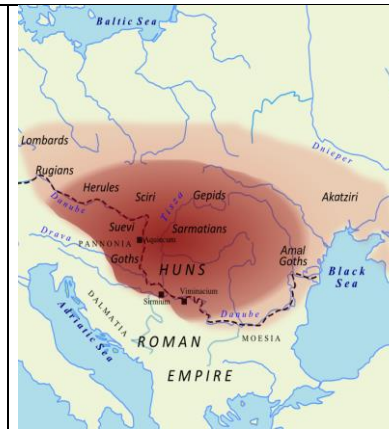 Baltic Sea
Lombards
Dnieper
Rugians
Herules
Sciri
Tisza
Gepids
Akatziri
Danube
Suevi
Sarmatians
Drava
PANNONIA
Aquincum
Goths
Amal
Goths
HUNS
Black
Sea
Viminacium
Sirmium
DALMATIA
Danube
Adriatic Sea
MOESIA
ROMAN
EMPIRE